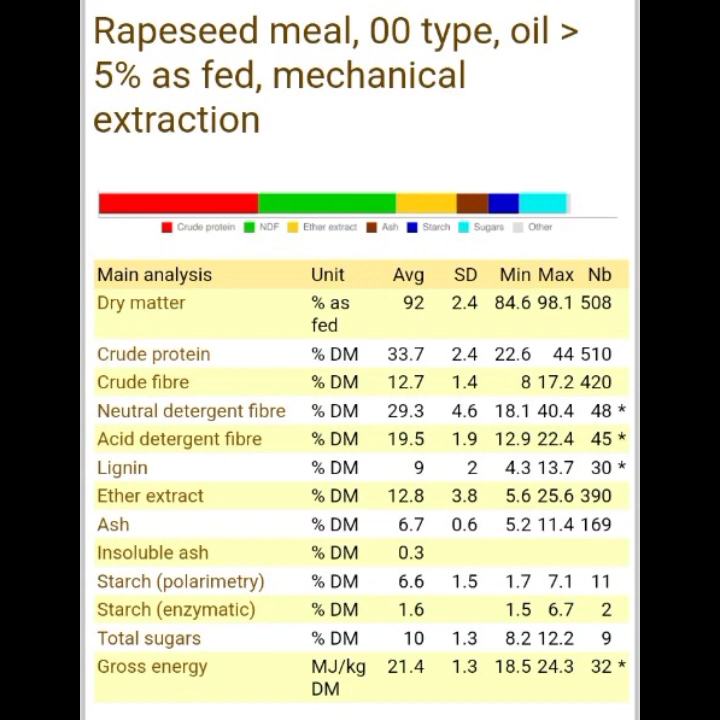 Rapeseed meal, 00 type, oil >
5% as fed, mechanical
extraction
Crude protein NDF Ether extract Ash Starch Sugars Other
Main analysis Unit Avg SD Min Max Nb
Dry matter % as fed 92 2.4 84.6 98.1 508
Crude protein % DM 33.7 2.4 22.6 44 510
Crude fibre % DM 12.7 1.4 8 17.2 420
Neutral detergent fibre % DM 29.3 4.6 18.1 40.4 48 *
Acid detergent fibre % DM 19.5 1.9 12.9 22.4 45 *
Lignin % DM 9 2 4.3 13.7 30 *
Ether extract % DM 12.8 3.8 5.6 25.6 390
Ash % DM 6.7 0.6 5.2 11.4 169
Insoluble ash % DM 0.3
Starch (polarimetry) % DM 6.6 1.5 1.7 7.1 11
Starch (enzymatic) % DM 1.6 1.5 6.7 2
Total sugars % DM 10 1.3 8.2 12.2 9
Gross energy MJ/kg DM 21.4 1.3 18.5 24.3 32 *